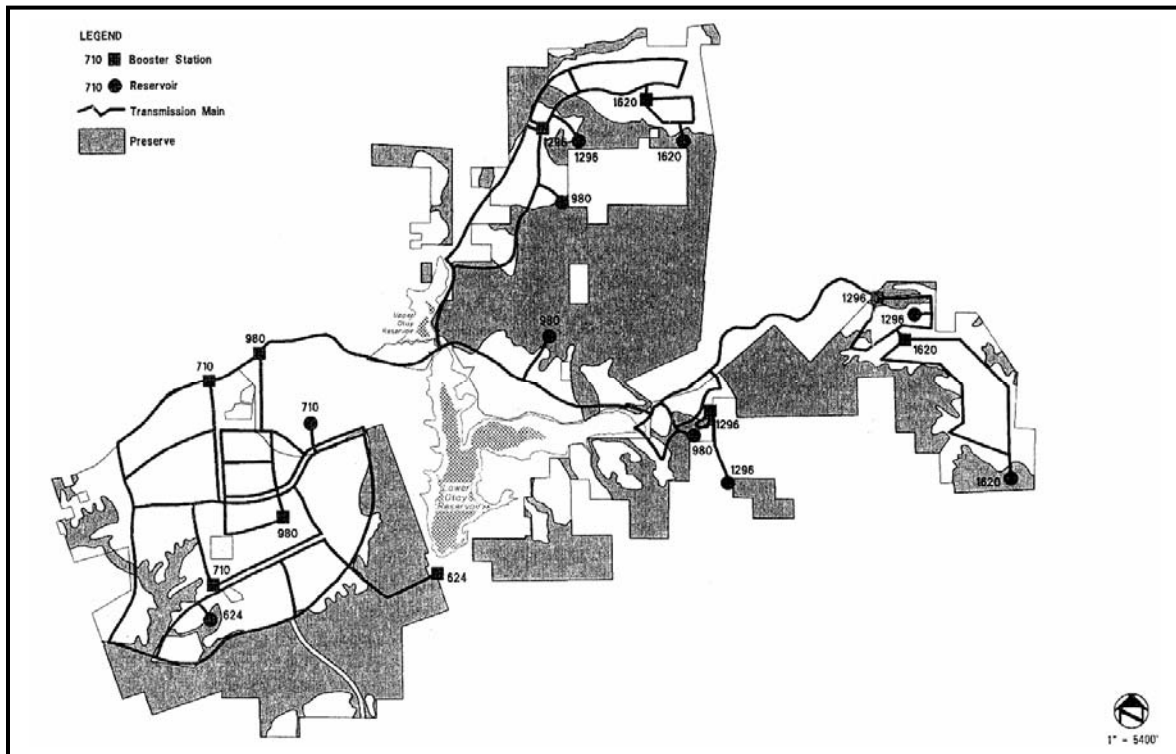 LEGEND
710 Booster Station
710 Reservoir
Transmission Main
Preserve
1620
1296
1296
1620
980
Upper
Otay
Reservoir
980
980
710
710
1296
1296
1620
1296
980
1296
1620
Lower
Otay
Reservoir
980
710
624
624
1" = 5400'